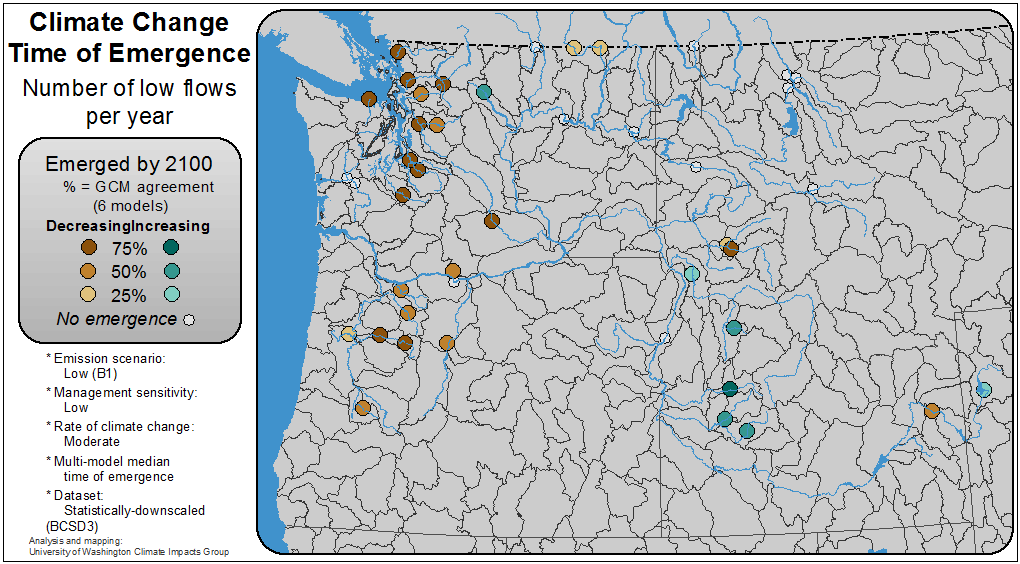 Climate Change
Time of Emergence
Number of low flows
per year
Emerged by 2100
% = GCM agreement
(6 models)
DecreasingIncreasing
75%
50%
25%
No emergence
* Emission scenario:
Low (B1)
* Management sensitivity:
Low
* Rate of climate change:
Moderate
* Multi-model median
time of emergence
* Dataset:
Statistically-downscaled
(BCSD3)
Analysis and mapping:
University of Washington Climate Impacts Group